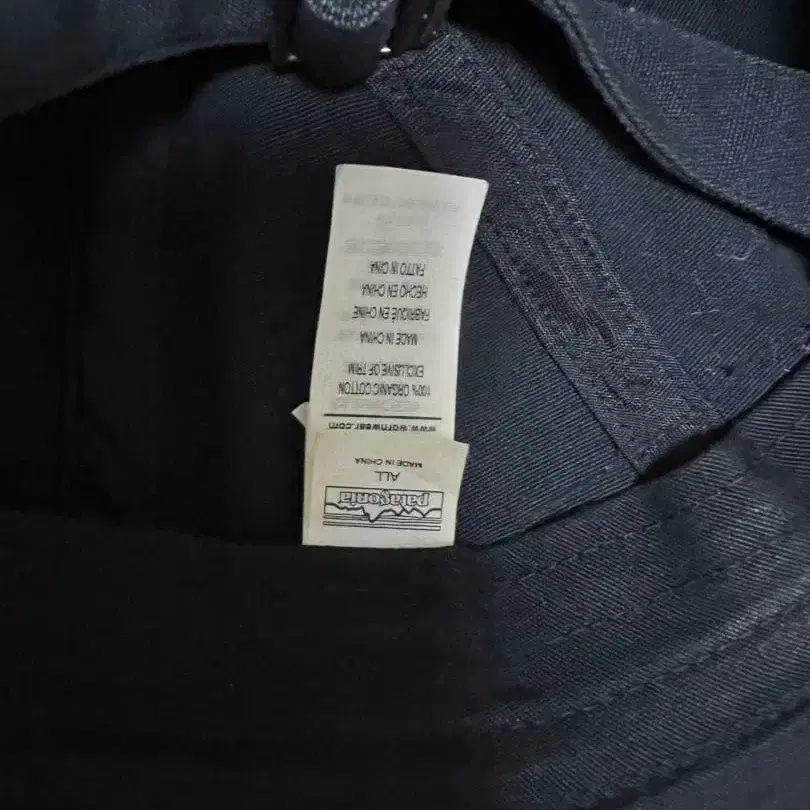 patagonia
ALL
MADE IN CHINA
www.wornwear.com
100% ORGANIC COTTON
EXCLUSIVE OF TRIM
MADE IN CHINA
FABRIQUÉ EN CHINE
HECHO EN CHINA
FATTO IN CINA